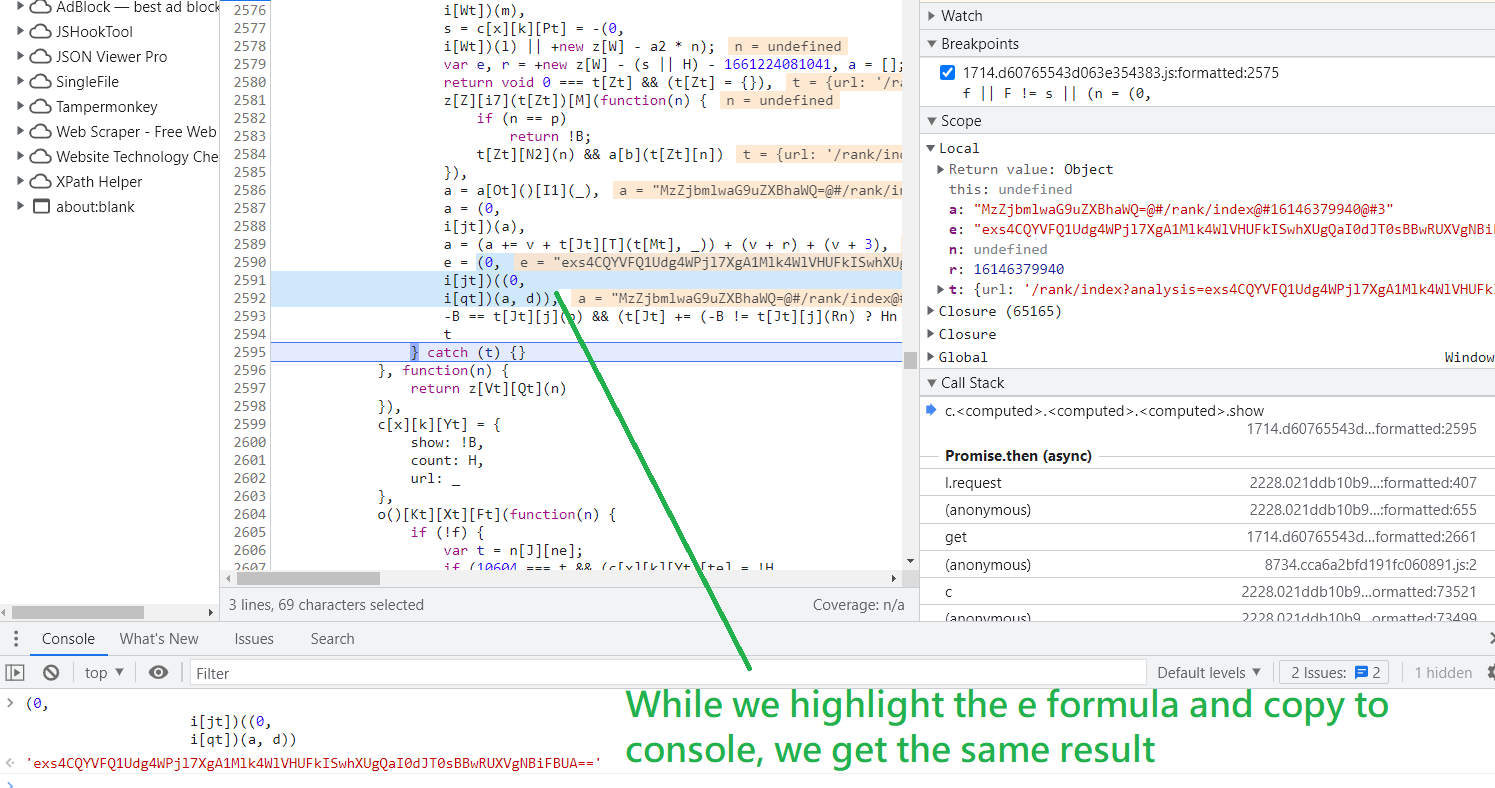 AdBlock — best ad block
JSHookTool
JSON Viewer Pro
SingleFile
Tampermonkey
Web Scraper - Free Web
Website Technology Che
XPath Helper
about:blank
2576 i[Wt])(m),
2577 s = c[x][k][Pt] = -(0,
2578 i[Wt])(l) || +new z[W] - a2 * n); n = undefined
2579 var e, r = +new z[W] - (s || H) - 1661224081041, a = [];
2580 return void 0 === t[Zt] && (t[Zt] = {}), t = {url: '/ra
2581 z[Z][i7](t[Zt])[M](function(n) { n = undefined
2582 if (n == p)
2583 return !B;
2584 t[Zt][N2](n) && a[b](t[Zt][n]) t = {url: '/rank/ind
2585 }),
2586 a = a[Ot]()[I1](_), a = "MzZjbmlwaG9uZXBhaWQ=@#/rank/i
2587 a = (0,
2588 i[jt])(a),
2589 a = (a += v + t[Jt][T](t[Mt], _)) + (v + r) + (v + 3),
2590 e = (0, e = "exs4CQYVFQ1Udg4WPjl7XgA1Mlk4WlVHUFkISwhXUg
2591 i[jt])((0,
2592 i[qt])(a, d)), a = "MzZjbmlwaG9uZXBhaWQ=@#/rank/index@#
2593 -B == t[Jt][j](p) && (t[Jt] += (-B != t[Jt][j](Rn) ? Hn
2594 t
2595 } catch (t) {}
2596 }, function(n) {
2597 return z[Vt][Qt](n)
2598 }),
2599 c[x][k][Yt] = {
2600 show: !B,
2601 count: H,
2602 url: _
2603 },
2604 o()[Kt][Xt][Ft](function(n) {
2605 if (!f) {
2606 var t = n[J][ne];
2607 if (10604 === t && (c[x][k][Yt][te] = !H
3 lines, 69 characters selected
Coverage: n/a
Watch
Breakpoints
1714.d60765543d063e354383.js:formatted:2575
f || F != s || (n = (0,
Scope
Local
Return value: Object
this: undefined
a: "MzZjbmlwaG9uZXBhaWQ=@#/rank/index@#16146379940@#3"
e: "exs4CQYVFQ1Udg4WPjl7XgA1Mlk4WlVHUFkISwhXUgQaI0dJT0sBBwRUXVgNBi
n: undefined
r: 16146379940
t: {url: '/rank/index?analysis=exs4CQYVFQ1Udg4WPjl7XgA1Mlk4WlVHUFk
Closure (65165)
Closure
Global Window
Call Stack
c.<computed>.<computed>.<computed>.show
1714.d60765543d…formatted:2595
Promise.then (async)
l.request 2228.021ddb10b9…:formatted:407
(anonymous) 2228.021ddb10b9…:formatted:655
get 1714.d60765543d…formatted:2661
(anonymous) 8734.cca6a2bfd191fc060891.js:2
c 2228.021ddb10b9…ormatted:73521
(anonymous) 2228.021ddb10b9…ormatted:73499
Console What's New Issues Search
top Filter Default levels 2 Issues: 2 1 hidden
(0,
i[jt])((0,
i[qt])(a, d))
'exs4CQYVFQ1Udg4WPjl7XgA1Mlk4WlVHUFkISwhXUgQaI0dJT0sBBwRUXVgNBiFBUA=='
While we highlight the e formula and copy to
console, we get the same result